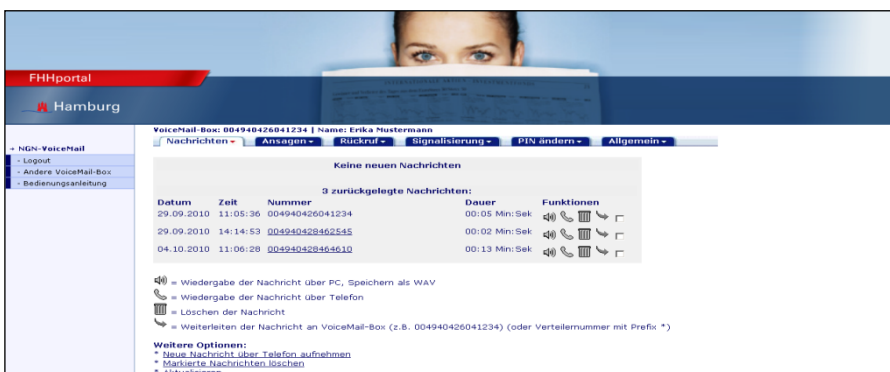 FHHportal
Hamburg
VoiceMail-Box: 004940426041234 | Name: Erika Mustermann
Nachrichten Ansagen Rückruf Signalisierung PIN ändern Allgemein
NGN-VoiceMail
- Logout
- Andere VoiceMail-Box
- Bedienungsanleitung
Keine neuen Nachrichten
3 zurückgelegte Nachrichten:
Datum Zeit Nummer Dauer Funktionen
29.09.2010 11:05:36 004940426041234 00:05 Min:Sek
29.09.2010 14:14:53 004940428462545 00:02 Min:Sek
04.10.2010 11:06:28 004940428464610 00:13 Min:Sek
= Wiedergabe der Nachricht über PC, Speichern als WAV
= Wiedergabe der Nachricht über Telefon
= Löschen der Nachricht
= Weiterleiten der Nachricht an VoiceMail-Box (z.B. 004940426041234) (oder Verteilernummer mit Prefix *)
Weitere Optionen:
* Neue Nachricht über Telefon aufnehmen
* Markierte Nachrichten löschen
* Aktualisieren